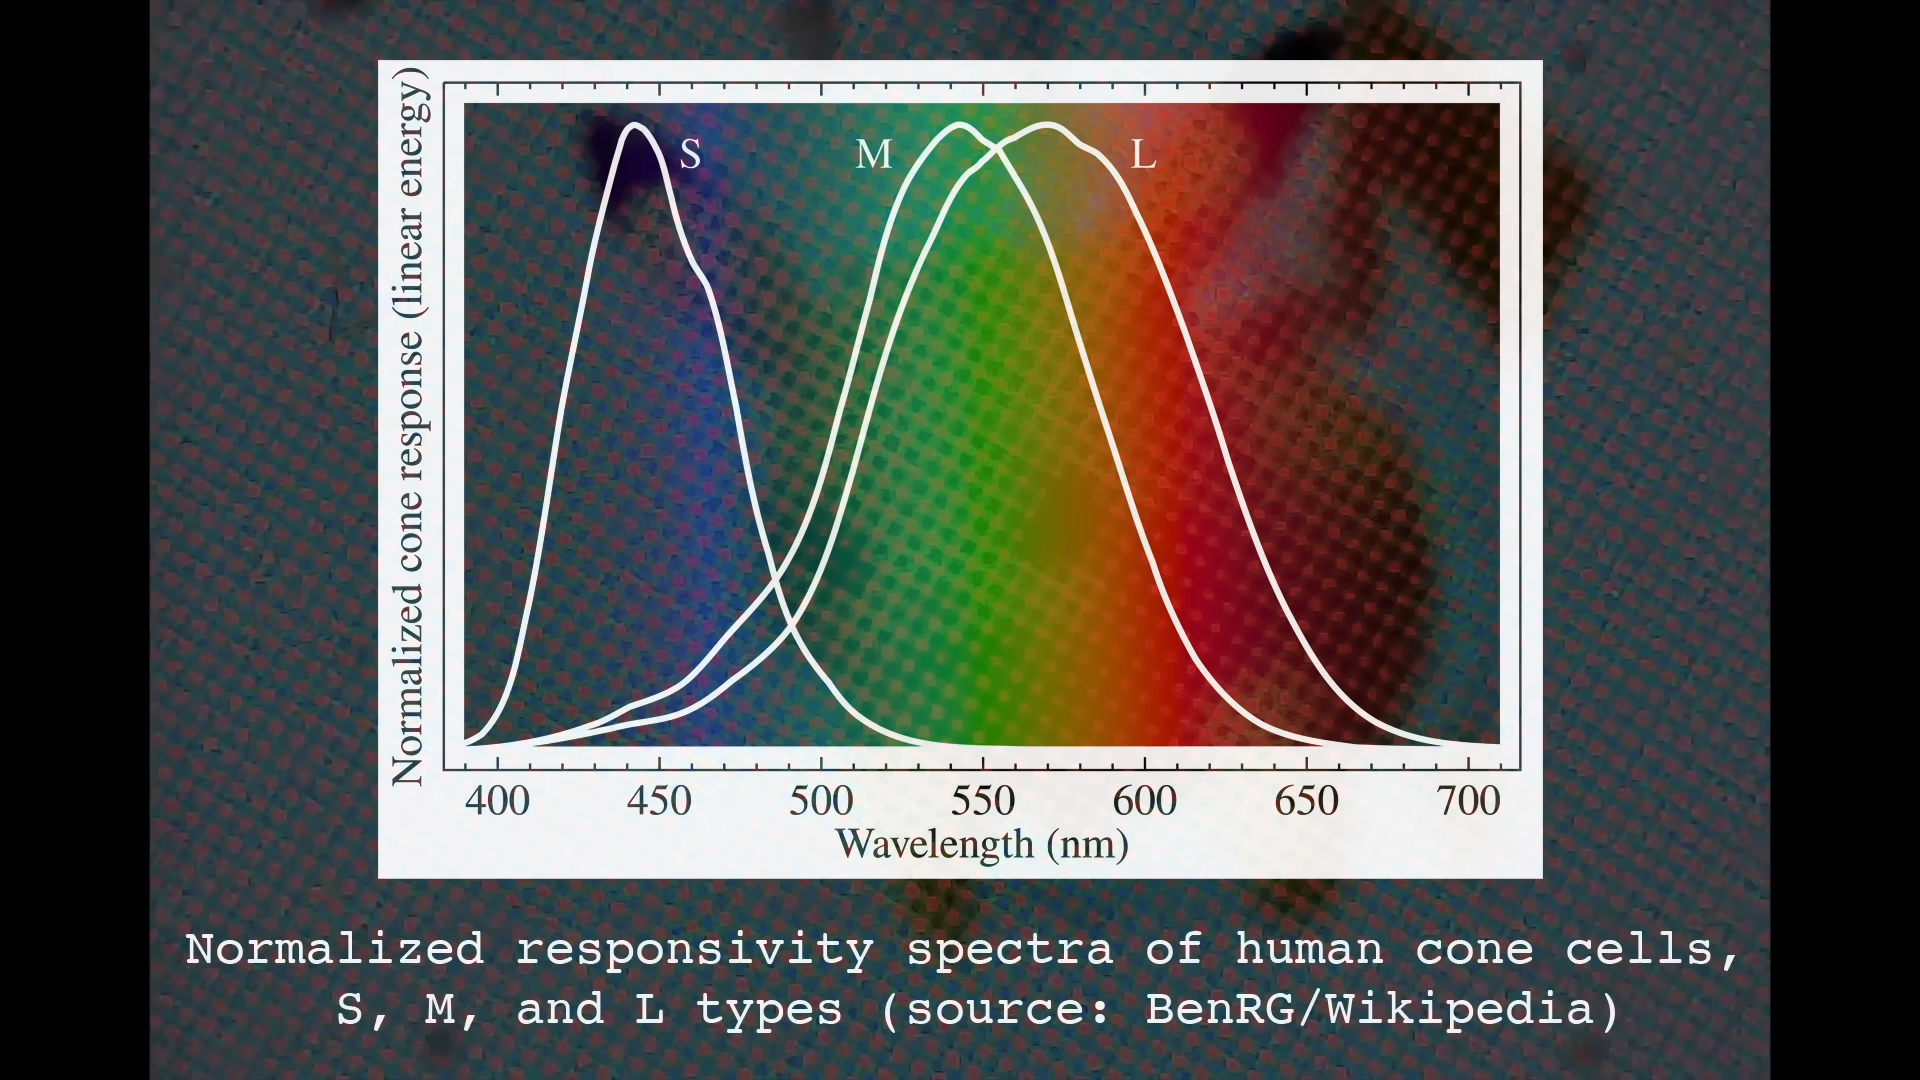 Normalized cone response (linear energy)
S M L
400 450 500 550 600 650 700
Wavelength (nm)
Normalized responsivity spectra of human cone cells,
S, M, and L types (source: BenRG/Wikipedia)